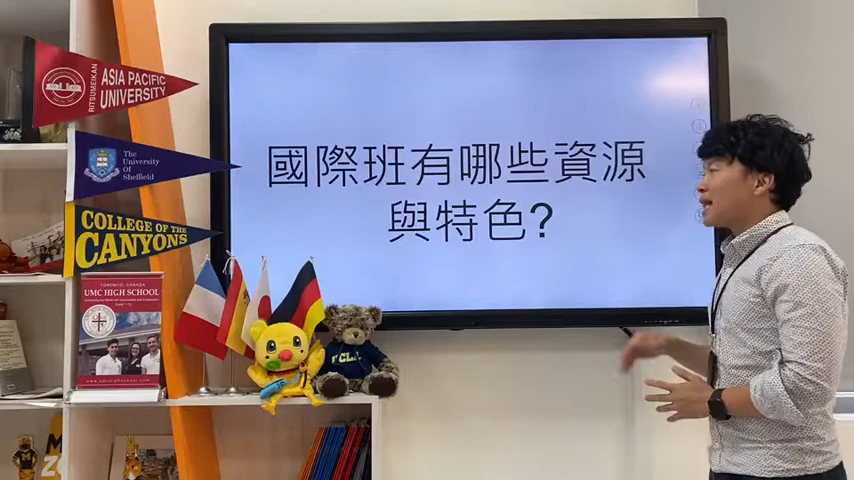 國際班有哪些資源
與特色?
RITSUMEIKAN
ASIA PACIFIC
UNIVERSITY
The
University
of
Sheffield
COLLEGE OF THE
CANYONS
TORONTO, CANADA
UMC HIGH SCHOOL
UCLA